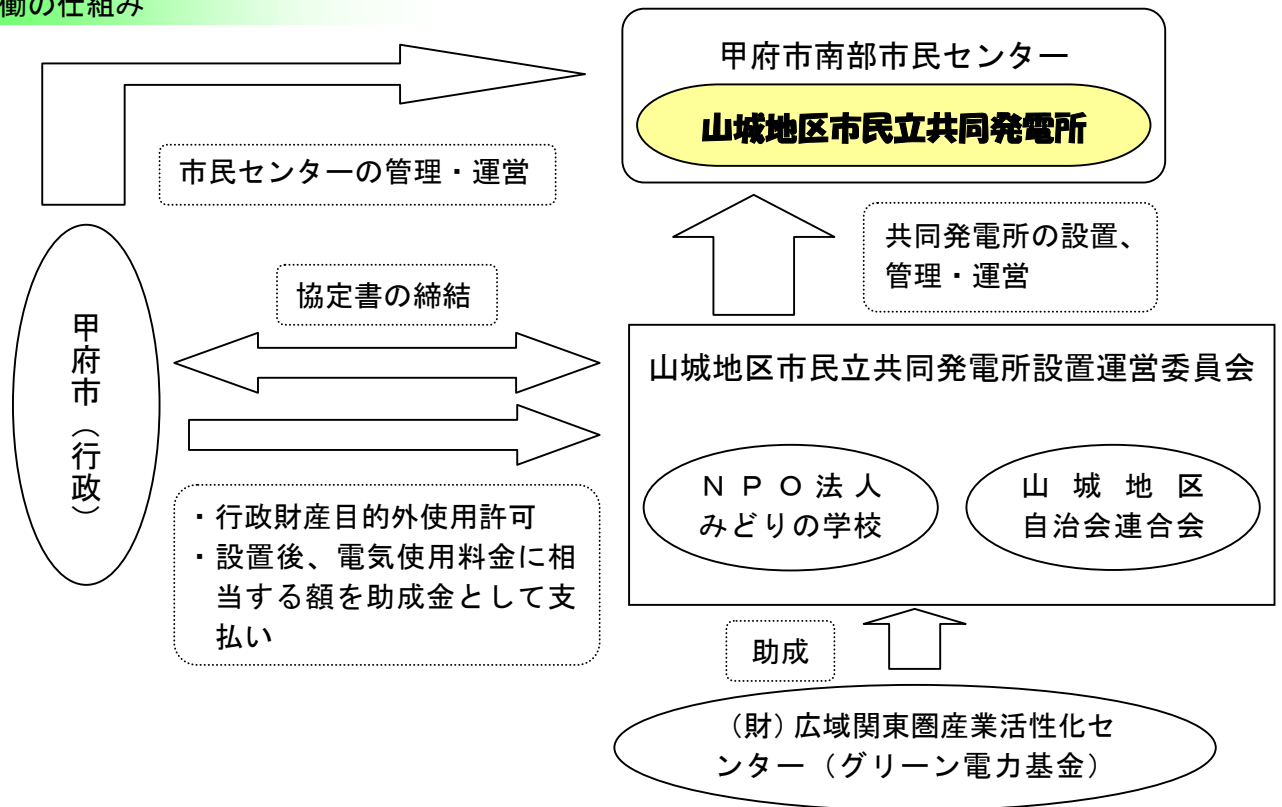 働の仕組み
甲府市南部市民センター
山城地区市民立共同発電所
市民センターの管理・運営
共同発電所の設置、
管理・運営
協定書の締結
甲府市（行政）
山城地区市民立共同発電所設置運営委員会
ＮＰＯ法人
みどりの学校
山城地区
自治会連合会
・行政財産目的外使用許可
・設置後、電気使用料金に相
当する額を助成金として支
払い
助成
（財）広域関東圏産業活性化セ
ンター（グリーン電力基金）